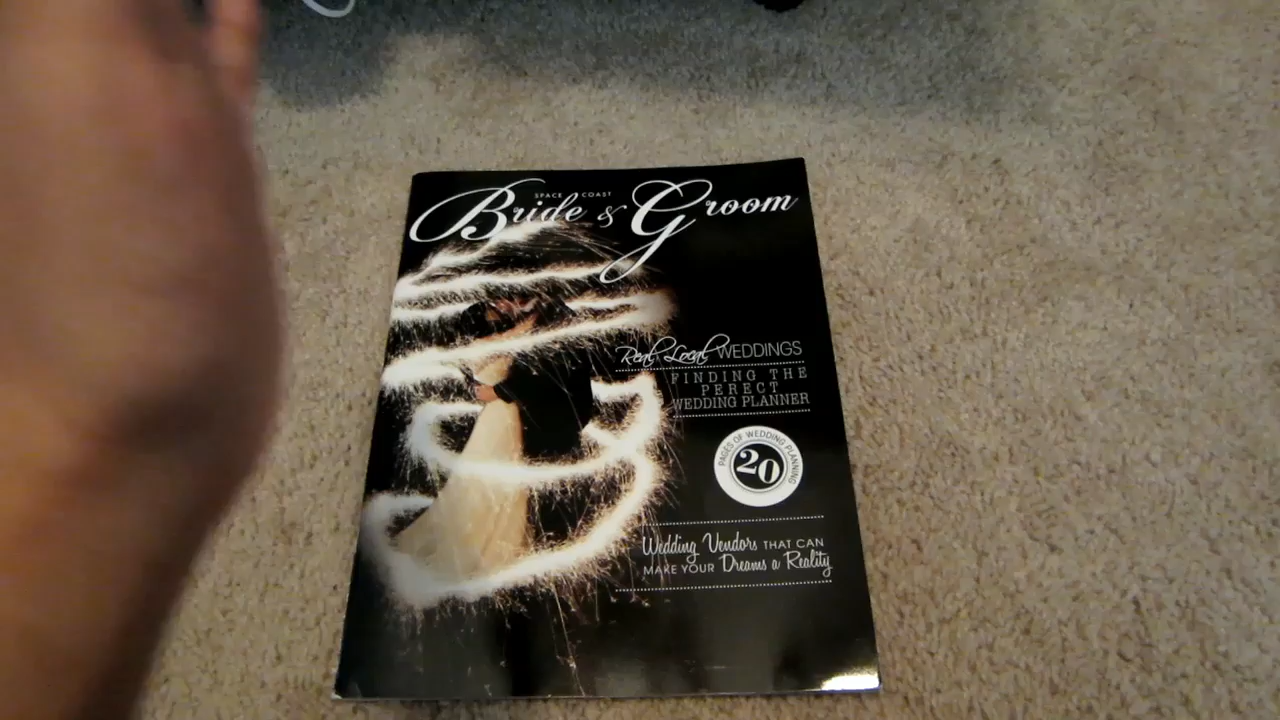 SPACE COAST
Bride & Groom
Real Local WEDDINGS
FINDING THE
PERECT
WEDDING PLANNER
PAGES OF WEDDING PLANNING
20
Wedding Vendors THAT CAN
MAKE YOUR Dreams a Reality